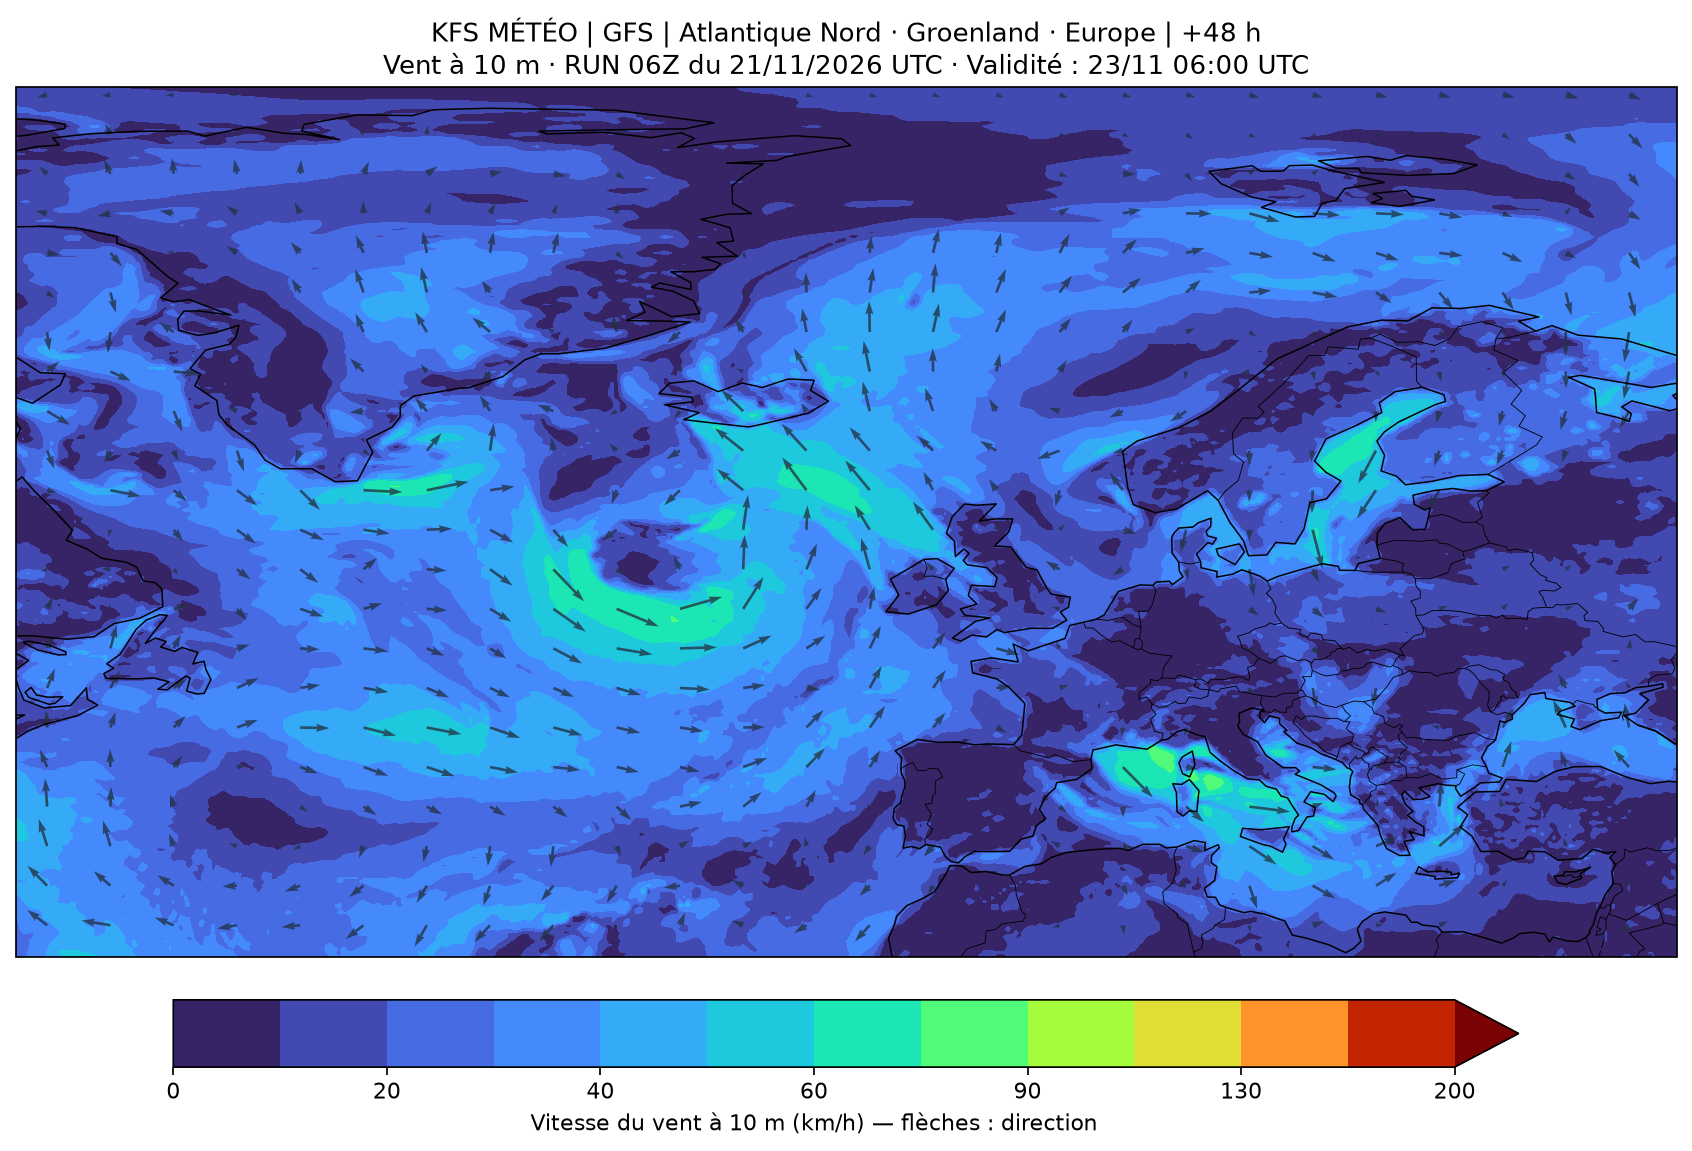 KFS MÉTÉO | GFS | Atlantique Nord · Groenland · Europe | +48 h
Vent à 10 m · RUN 06Z du 21/11/2026 UTC · Validité : 23/11 06:00 UTC
0 20 40 60 90 130 200
Vitesse du vent à 10 m (km/h) — flèches : direction